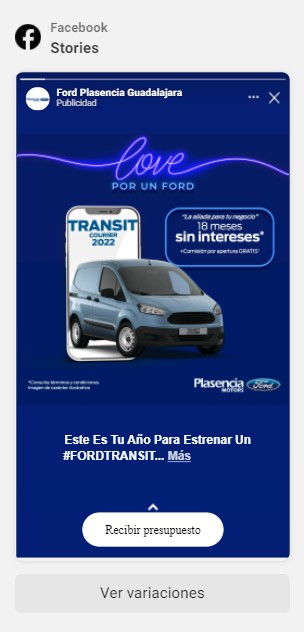 Facebook
Stories
Ford Plasencia Guadalajara
Publicidad
love
POR UN FORD
TRANSIT
COURIER
2022
"La aliada para tu negocio"
18 meses
sin intereses*
+Comisión por apertura GRATIS*
*Consulta términos y condiciones.
Imagen de carácter ilustrativo
Plasencia
MOTORS
Ford
Este Es Tu Año Para Estrenar Un
#FORDTRANSIT... Más
Recibir presupuesto
Ver variaciones